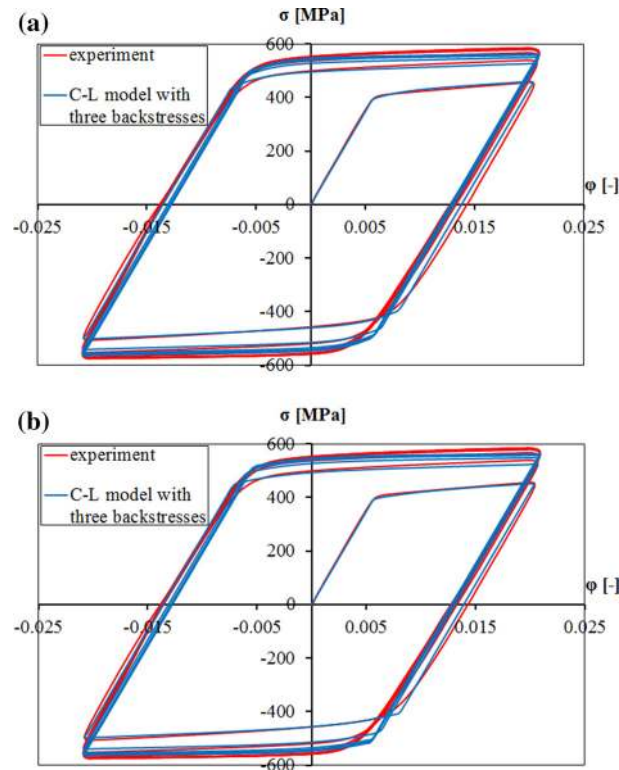 (a)
σ [MPa]
600
experiment
400
C-L model with
three backstresses
200
φ [-]
0
-0.025
-0.015
-0.005
0.005
0.015
0.025
-200
-400
-600
(b)
σ [MPa]
600
experiment
400
C-L model with
three backstresses
200
φ [-]
0
-0.025
-0.015
-0.005
0.005
0.015
0.025
-200
-400
-600